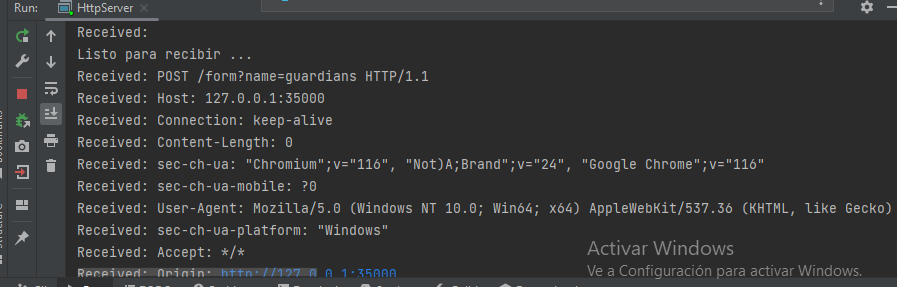 Run: HttpServer
Received:
Listo para recibir ...
Received: POST /form?name=guardians HTTP/1.1
Received: Host: 127.0.0.1:35000
Received: Connection: keep-alive
Received: Content-Length: 0
Received: sec-ch-ua: "Chromium";v="116", "Not)A;Brand";v="24", "Google Chrome";v="116"
Received: sec-ch-ua-mobile: ?0
Received: User-Agent: Mozilla/5.0 (Windows NT 10.0; Win64; x64) AppleWebKit/537.36 (KHTML, like Gecko)
Received: sec-ch-ua-platform: "Windows"
Received: Accept: */*
Received: Origin: http://127.0.0.1:35000
Activar Windows
Ve a Configuración para activar Windows.